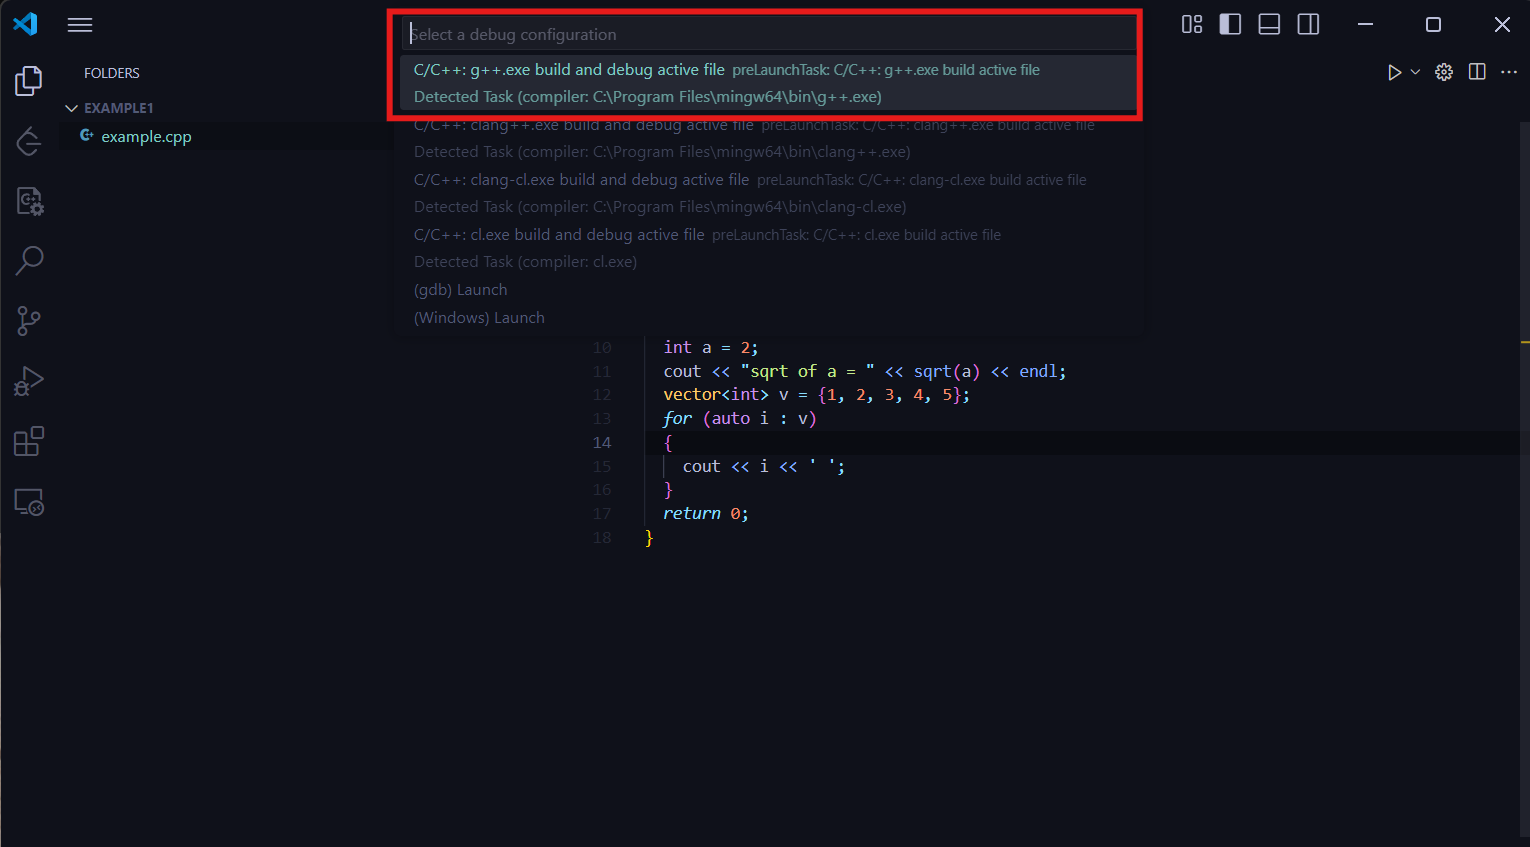 Select a debug configuration
FOLDERS
C/C++: g++.exe build and debug active file preLaunchTask: C/C++: g++.exe build active file
Detected Task (compiler: C:\Program Files\mingw64\bin\g++.exe)
EXAMPLE1
example.cpp
C/C++: clang++.exe build and debug active file preLaunchTask: C/C++: clang++.exe build active file
Detected Task (compiler: C:\Program Files\mingw64\bin\clang++.exe)
C/C++: clang-cl.exe build and debug active file preLaunchTask: C/C++: clang-cl.exe build active file
Detected Task (compiler: C:\Program Files\mingw64\bin\clang-cl.exe)
C/C++: cl.exe build and debug active file preLaunchTask: C/C++: cl.exe build active file
Detected Task (compiler: cl.exe)
(gdb) Launch
(Windows) Launch
10 int a = 2;
11 cout << "sqrt of a = " << sqrt(a) << endl;
12 vector<int> v = {1, 2, 3, 4, 5};
13 for (auto i : v)
14 {
15 cout << i << ' ';
16 }
17 return 0;
18 }